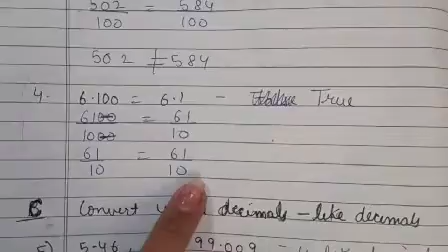 502 = 584
100 100
502 ≠ 584
4. 6.100 = 6.1 - True
6100 = 61
1000 10
61 = 61
10 10
Convert decimals - like decimals
5) 5.46, 99.009 -